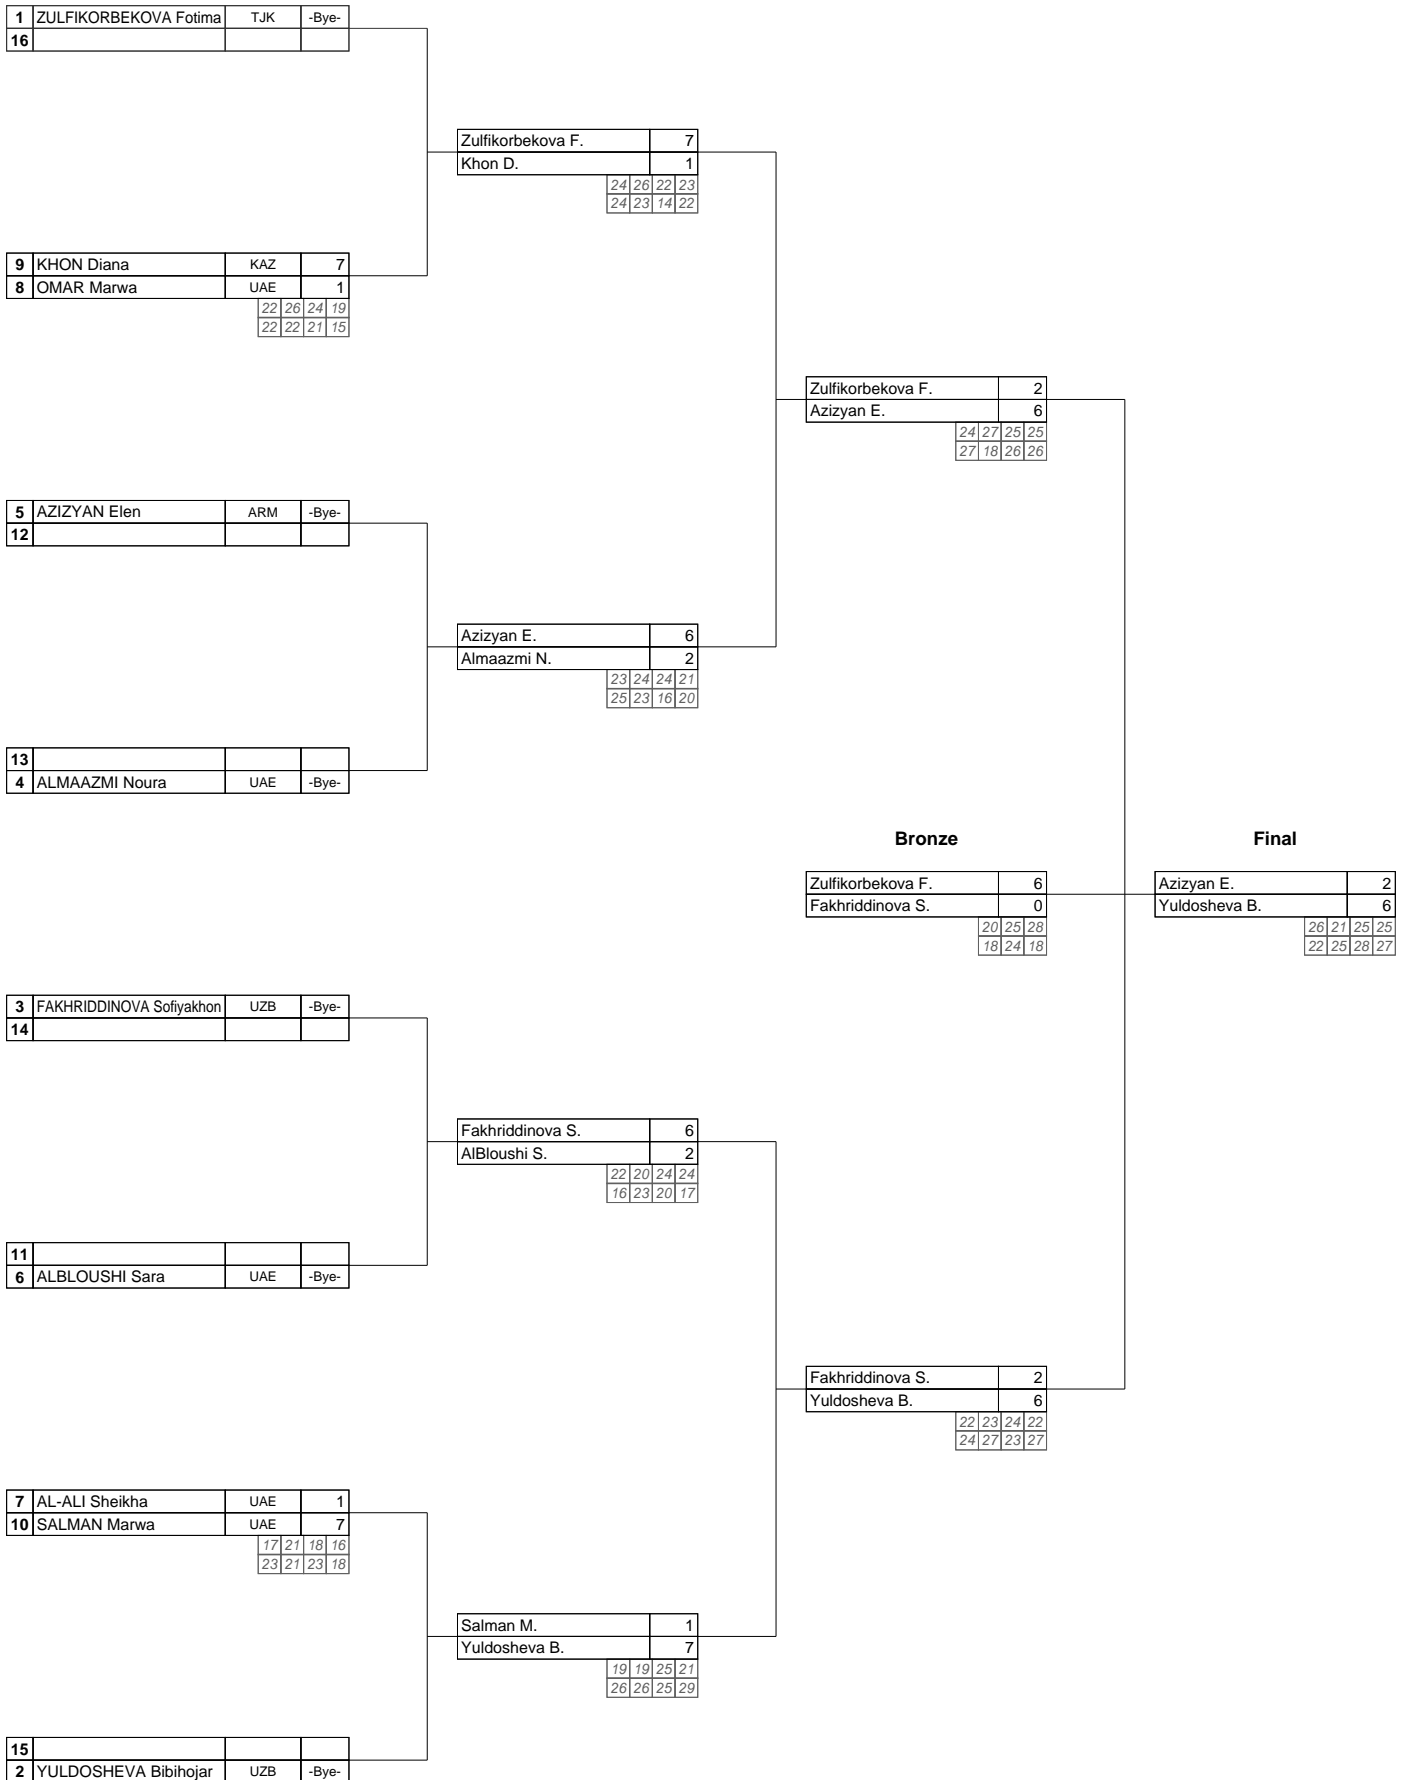 1 ZULFIKORBEKOVA Fotima TJK -Bye-
16
Zulfikorbekova F. 7
Khon D. 1
24 26 22 23
24 23 14 22
9 KHON Diana KAZ 7
8 OMAR Marwa UAE 1
22 26 24 19
22 22 21 15
Zulfikorbekova F. 2
Azizyan E. 6
24 27 25 25
27 18 26 26
5 AZIZYAN Elen ARM -Bye-
12
Azizyan E. 6
Almaazmi N. 2
23 24 24 21
25 23 16 20
13
4 ALMAAZMI Noura UAE -Bye-
Bronze Final
Zulfikorbekova F. 6 Azizyan E. 2
Fakhriddinova S. 0 Yuldosheva B. 6
20 25 28 26 21 25 25
18 24 18 22 25 28 27
3 FAKHRIDDINOVA Sofiyakhon UZB -Bye-
14
Fakhriddinova S. 6
AlBloushi S. 2
22 20 24 24
16 23 20 17
11
6 ALBLOUSHI Sara UAE -Bye-
Fakhriddinova S. 2
Yuldosheva B. 6
22 23 24 22
24 27 23 27
7 AL-ALI Sheikha UAE 1
10 SALMAN Marwa UAE 7
17 21 18 16
23 21 23 18
Salman M. 1
Yuldosheva B. 7
19 19 25 21
26 26 25 29
15
2 YULDOSHEVA Bibihojar UZB -Bye-